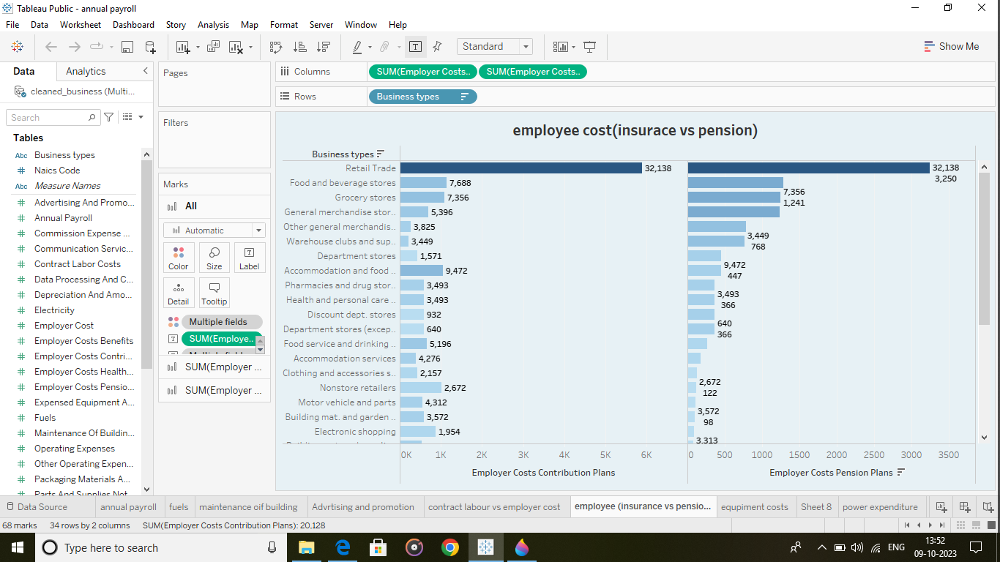 Tableau Public - annual payroll
File Data Worksheet Dashboard Story Analysis Map Format Server Window Help
Standard
Show Me
Data Analytics
cleaned_business (Multi...
Search
Tables
Abc Business types
# Naics Code
Abc Measure Names
# Advertising And Promo...
# Annual Payroll
# Commission Expense ...
# Communication Servic...
# Contract Labor Costs
# Data Processing And C...
# Depreciation And Amo...
# Electricity
# Employer Cost
# Employer Costs Benefits
# Employer Costs Contri...
# Employer Costs Health...
# Employer Costs Pensio...
# Expensed Equipment A...
# Fuels
# Maintenance Of Buildin...
# Operating Expenses
# Other Operating Expen...
# Packaging Materials A...
# Parts And Supplies Not
Pages
Filters
Marks
All
Automatic
Color Size Label
Detail Tooltip
Multiple fields
SUM(Employe..
SUM(Employer ...
SUM(Employer ...
Columns SUM(Employer Costs.. SUM(Employer Costs..
Rows Business types
employee cost(insurace vs pension)
Business types
Retail Trade 32,138 32,138
3,250
Food and beverage stores 7,688
Grocery stores 7,356 7,356
1,241
General merchandise stor.. 5,396
Other general merchandis.. 3,825
Warehouse clubs and sup.. 3,449 3,449
768
Department stores 1,571
Accommodation and food .. 9,472 9,472
447
Pharmacies and drug stor.. 3,493
Health and personal care .. 3,493 3,493
366
Discount dept. stores 932
Department stores (excep.. 640 640
366
Food service and drinking .. 5,196
Accommodation services 4,276
Clothing and accessories s.. 2,157
Nonstore retailers 2,672 2,672
122
Motor vehicle and parts 4,312
Building mat. and garden .. 3,572 3,572
98
Electronic shopping 1,954
3,313
0K 1K 2K 3K 4K 5K 6K
0 500 1000 1500 2000 2500 3000 3500
Employer Costs Contribution Plans
Employer Costs Pension Plans
Data Source annual payroll fuels maintenance oif building Advrtising and promotion contract labour vs employer cost employee (insurance vs pensio... equpiment costs Sheet 8 power expenditure
68 marks 34 rows by 2 columns SUM(Employer Costs Contribution Plans): 20,128
Type here to search
ENG
13:52
09-10-2023